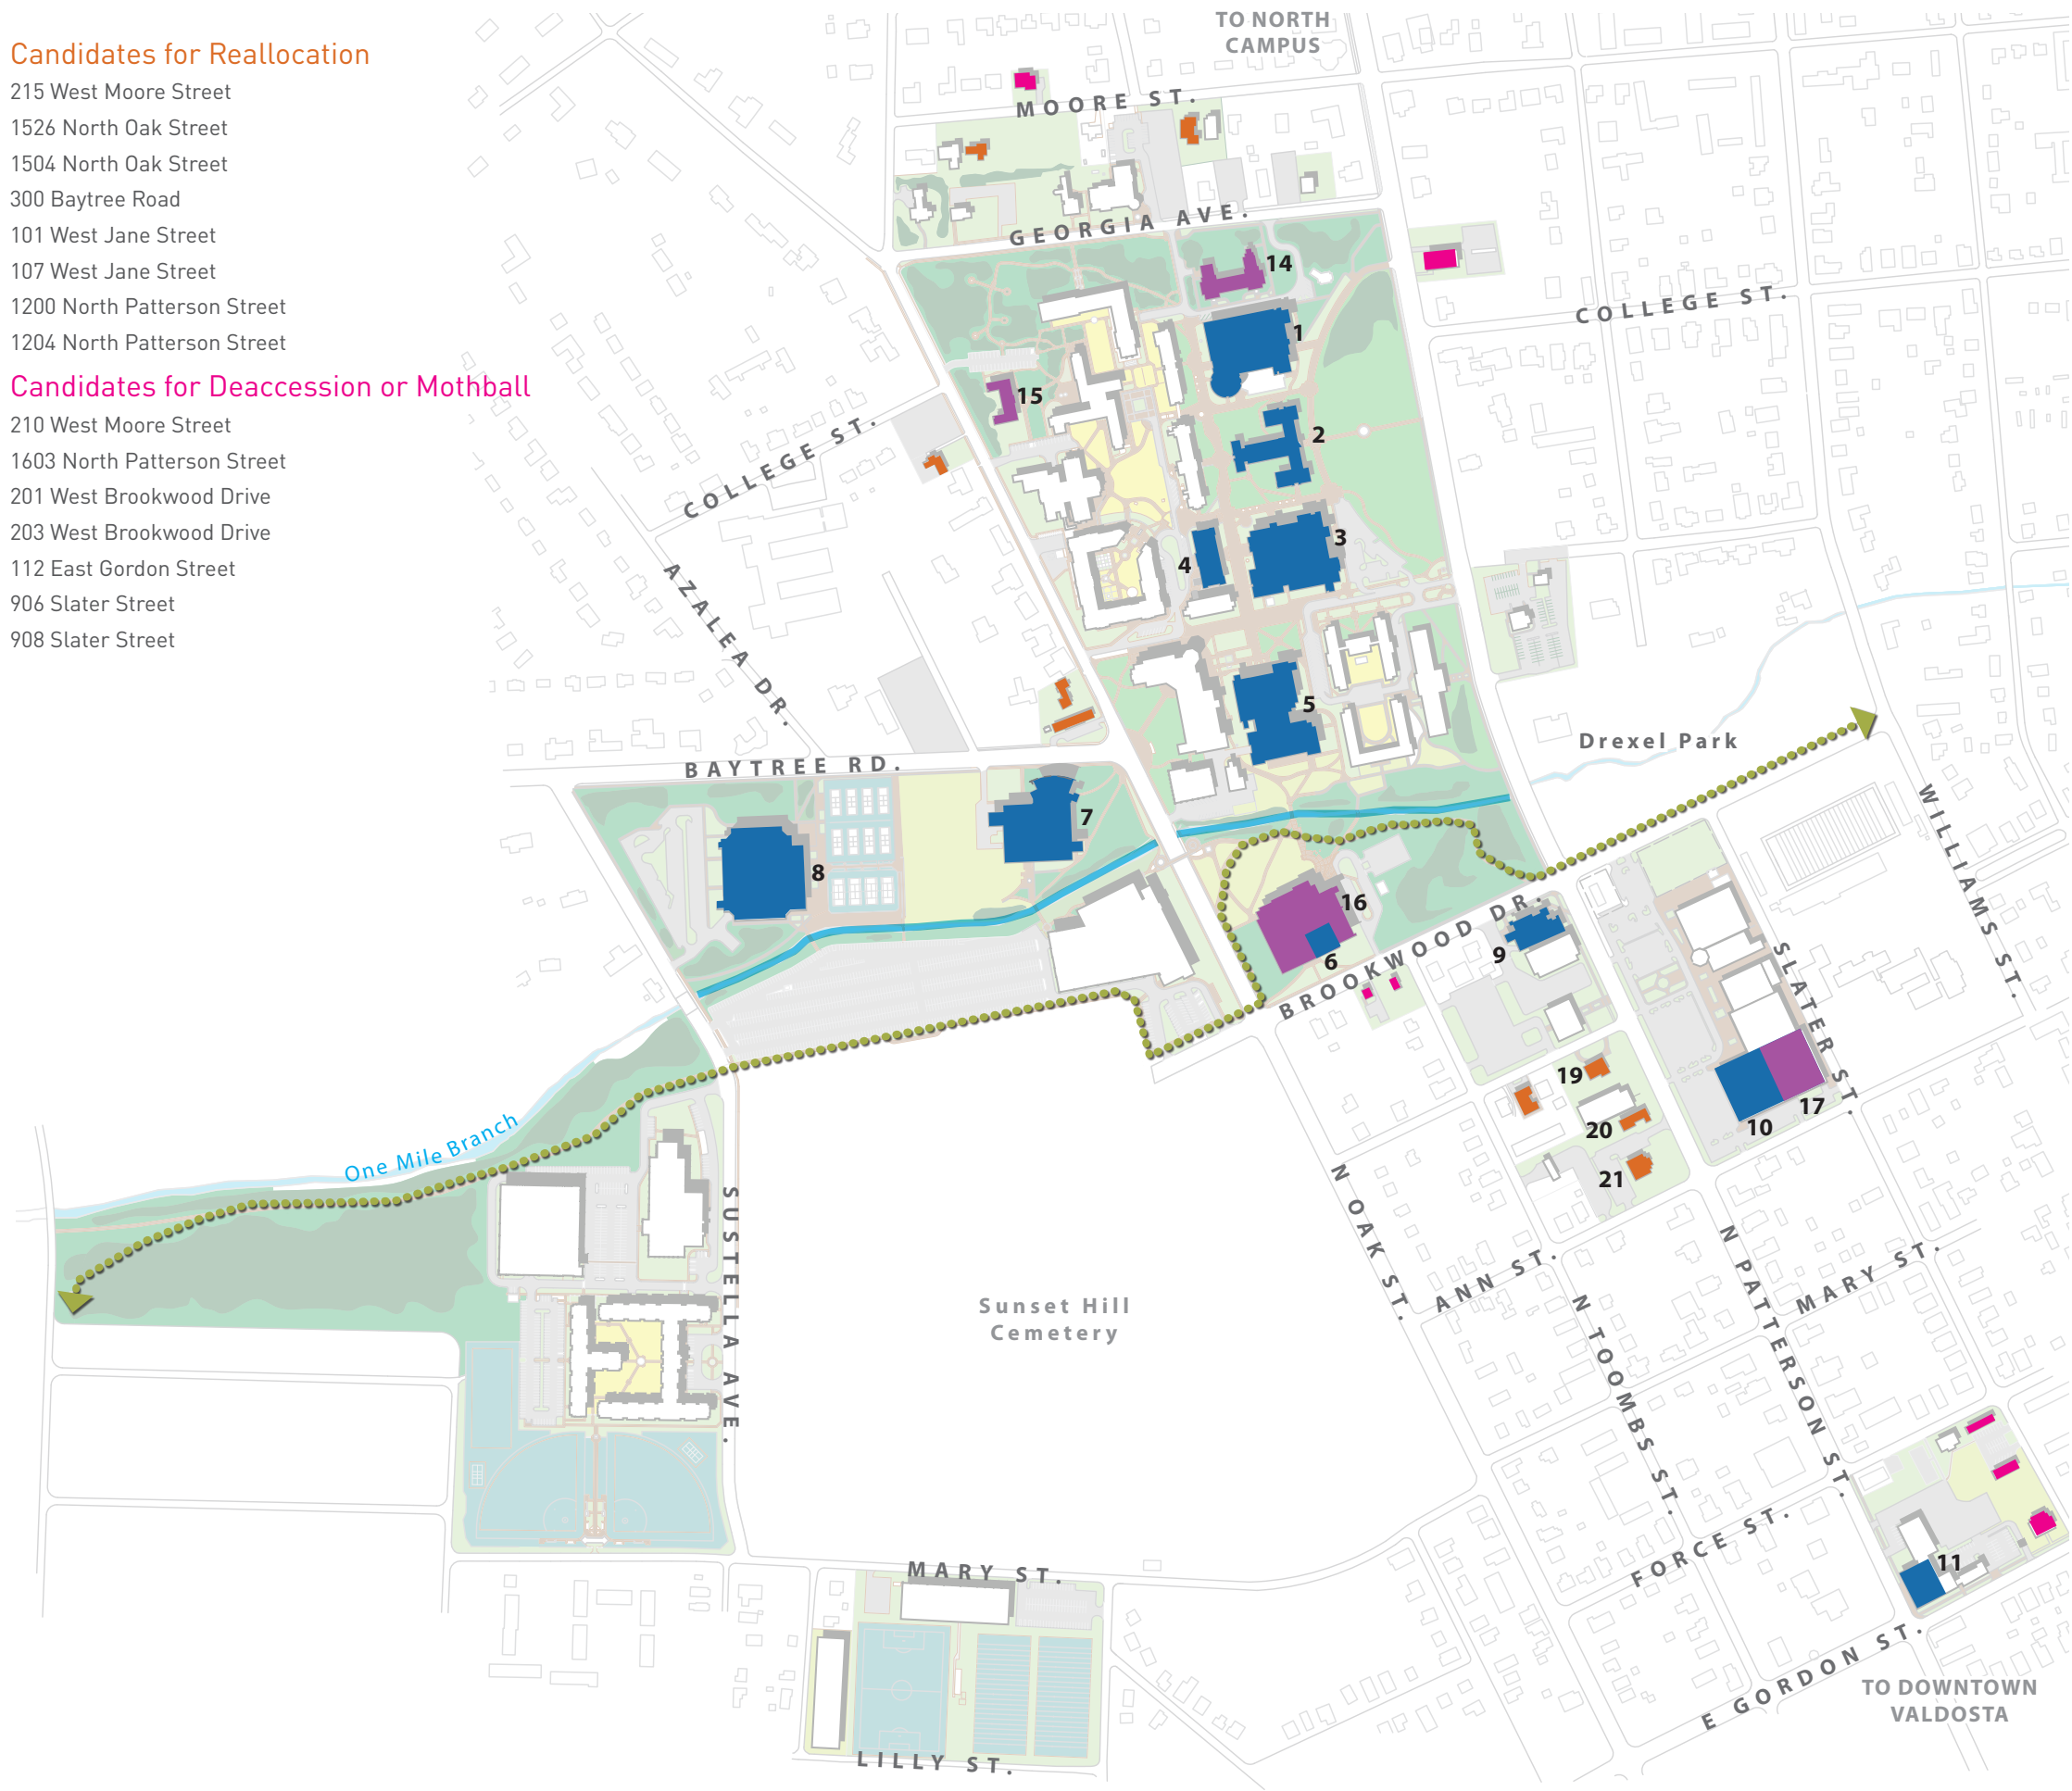 Candidates for Reallocation
215 West Moore Street
1526 North Oak Street
1504 North Oak Street
300 Baytree Road
101 West Jane Street
107 West Jane Street
1200 North Patterson Street
1204 North Patterson Street
Candidates for Deaccession or Mothball
210 West Moore Street
1603 North Patterson Street
201 West Brookwood Drive
203 West Brookwood Drive
112 East Gordon Street
906 Slater Street
908 Slater Street
TO NORTH
CAMPUS
MOORE ST.
GEORGIA AVE.
14
COLLEGE ST.
1
15
2
COLLEGE ST.
3
4
AZALEA DR.
5
Drexel Park
BAYTREE RD.
7
WILLIAMS ST.
8
16
BROOKWOOD DR.
9
6
SLATER ST.
19
17
20
10
One Mile Branch
21
N OAK ST.
SUSTELLA AVE.
ANN ST.
N PATTERSON ST.
MARY ST.
Sunset Hill
Cemetery
N TOOMBS ST.
FORCE ST.
11
MARY ST.
E GORDON ST.
TO DOWNTOWN
VALDOSTA
LILLY ST.